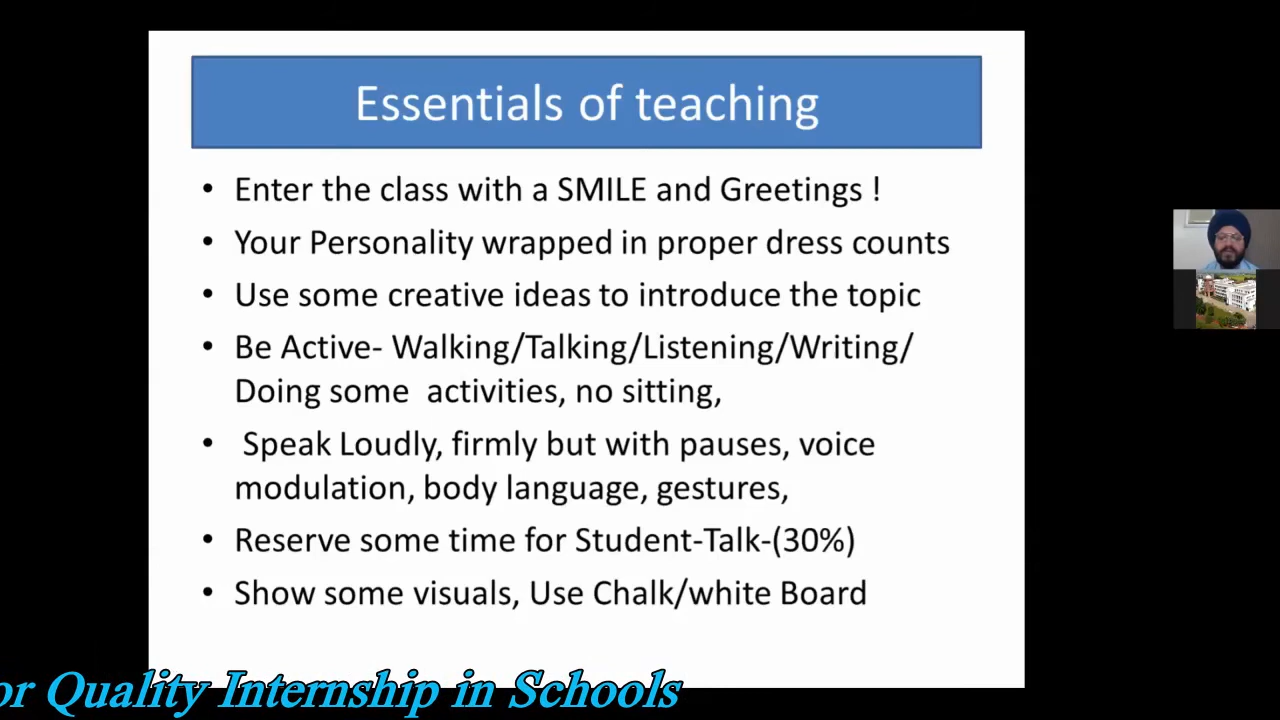 Essentials of teaching
• Enter the class with a SMILE and Greetings !
• Your Personality wrapped in proper dress counts
• Use some creative ideas to introduce the topic
• Be Active- Walking/Talking/Listening/Writing/
Doing some activities, no sitting,
• Speak Loudly, firmly but with pauses, voice
modulation, body language, gestures,
• Reserve some time for Student-Talk-(30%)
• Show some visuals, Use Chalk/white Board
or Quality Internship in Schools